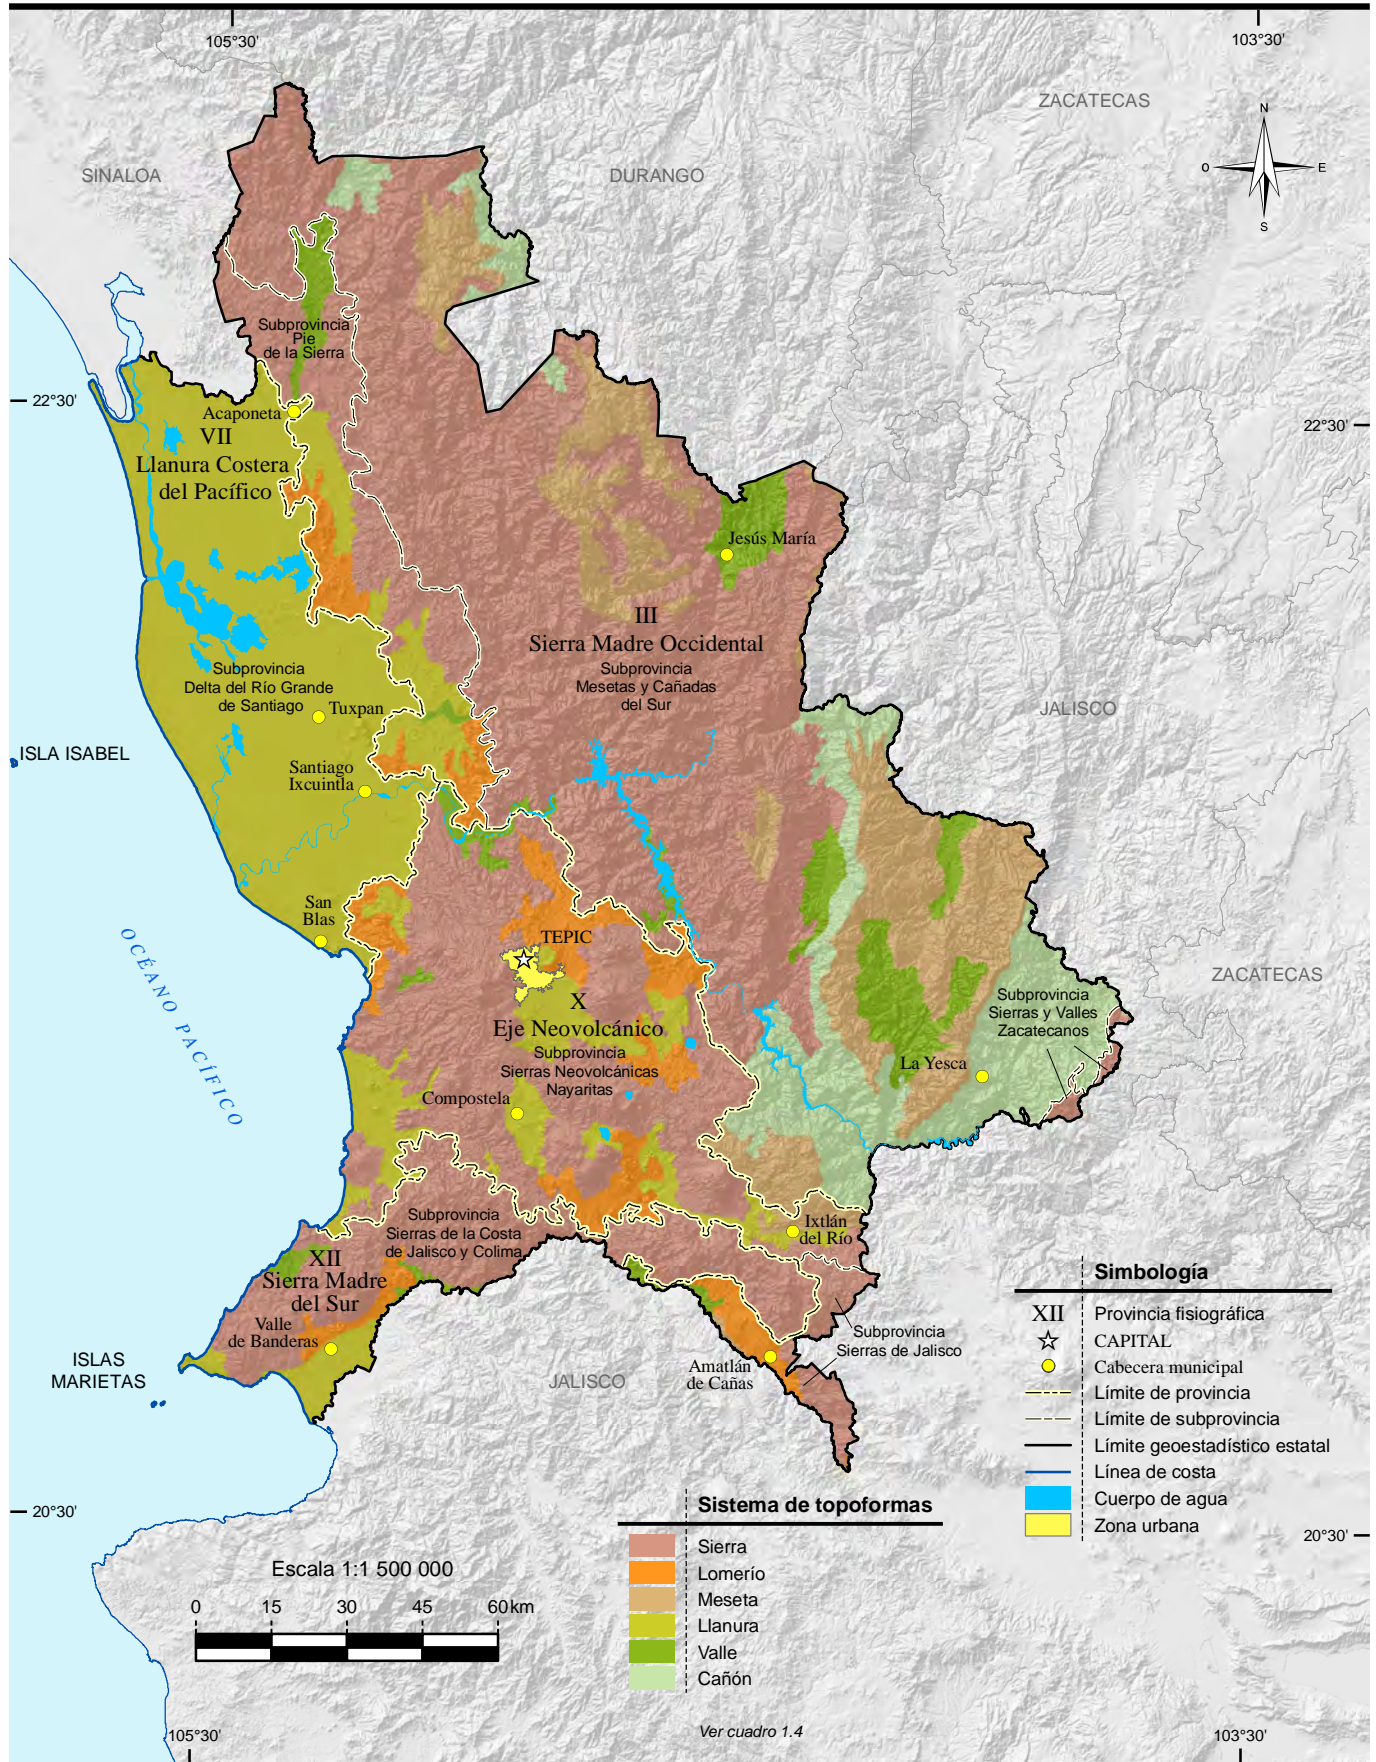 105°30'
103°30'
ZACATECAS
N
O
E
S
SINALOA
DURANGO
Subprovincia
Pie
de la Sierra
22°30'
22°30'
Acaponeta
VII
Llanura Costera
del Pacífico
Jesús María
III
Sierra Madre Occidental
Subprovincia
Mesetas y Cañadas
del Sur
Subprovincia
Delta del Río Grande
de Santiago
Tuxpan
JALISCO
ISLA ISABEL
Santiago
Ixcuintla
San
Blas
OCÉANO PACÍFICO
TEPIC
ZACATECAS
X
Eje Neovolcánico
Subprovincia
Sierras Neovolcánicas
Nayaritas
Subprovincia
Sierras y Valles
Zacatecanos
La Yesca
Compostela
Subprovincia
Sierras de la Costa
de Jalisco y Colima
Ixtlán
del Río
XII
Sierra Madre
del Sur
Valle
de Banderas
ISLAS
MARIETAS
Subprovincia
Sierras de Jalisco
Amatlán
de Cañas
JALISCO
Simbología
XII Provincia fisiográfica
CAPITAL
Cabecera municipal
Límite de provincia
Límite de subprovincia
Límite geoestadístico estatal
Línea de costa
Cuerpo de agua
Zona urbana
20°30'
20°30'
Sistema de topoformas
Sierra
Lomerío
Meseta
Llanura
Valle
Cañón
Escala 1:1 500 000
0 15 30 45 60 km
Ver cuadro 1.4
105°30'
103°30'